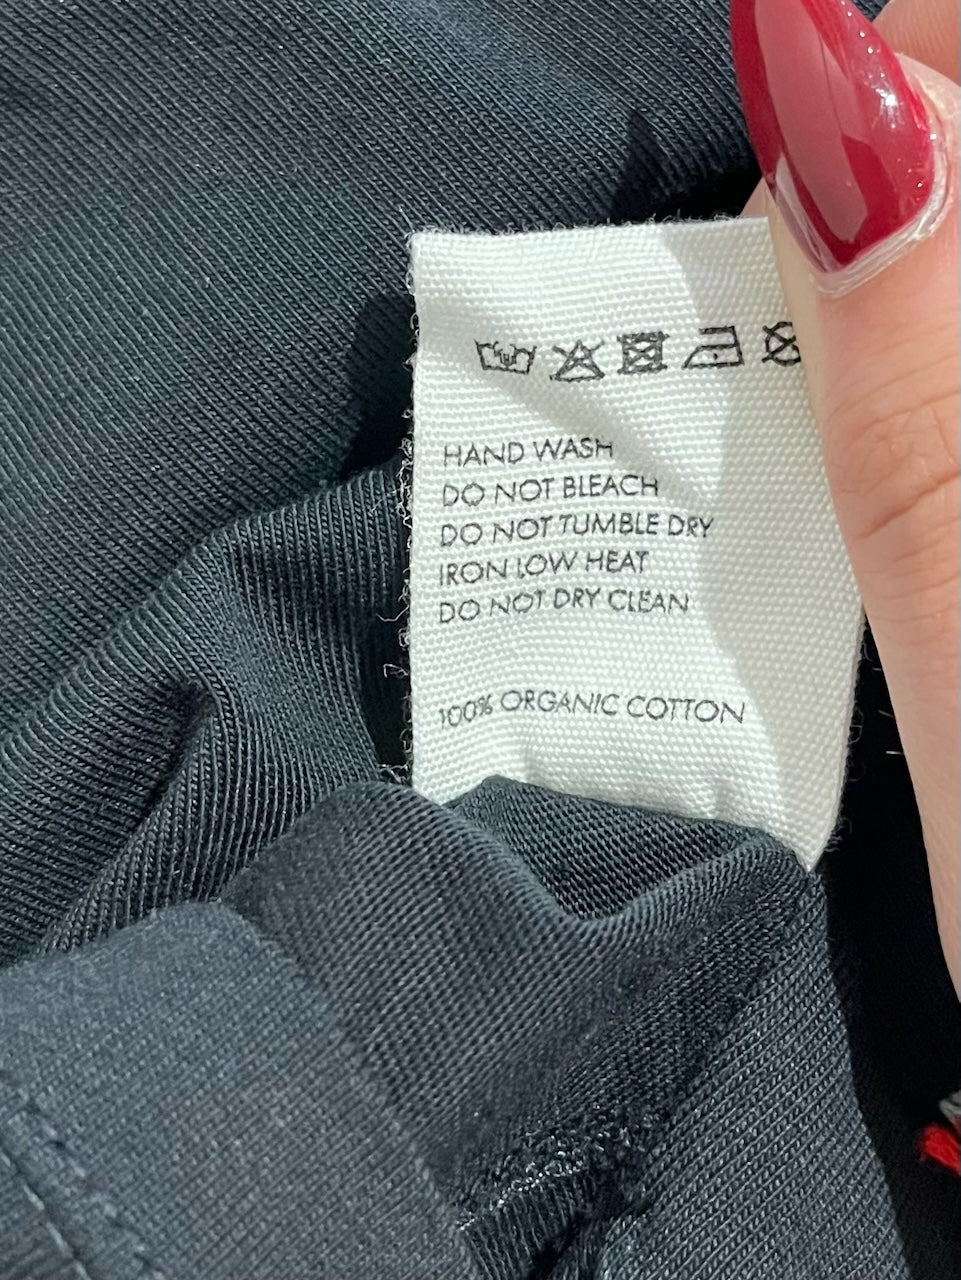 HAND WASH
DO NOT BLEACH
DO NOT TUMBLE DRY
IRON LOW HEAT
DO NOT DRY CLEAN
100% ORGANIC COTTON